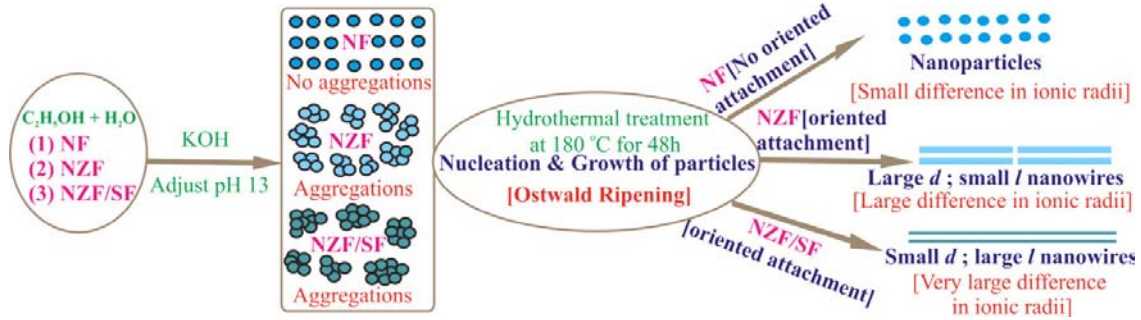 C₂H₅OH + H₂O
(1) NF
(2) NZF
(3) NZF/SF
KOH
Adjust pH 13
NF
No aggregations
NZF
Aggregations
NZF/SF
Aggregations
Hydrothermal treatment
at 180 °C for 48h
Nucleation & Growth of particles
[Ostwald Ripening]
NF[No oriented
attachment]
Nanoparticles
[Small difference in ionic radii]
NZF[oriented
attachment]
Large d ; small l nanowires
[Large difference in ionic radii]
NZF/SF
[oriented attachment]
Small d ; large l nanowires
[Very large difference
in ionic radii]